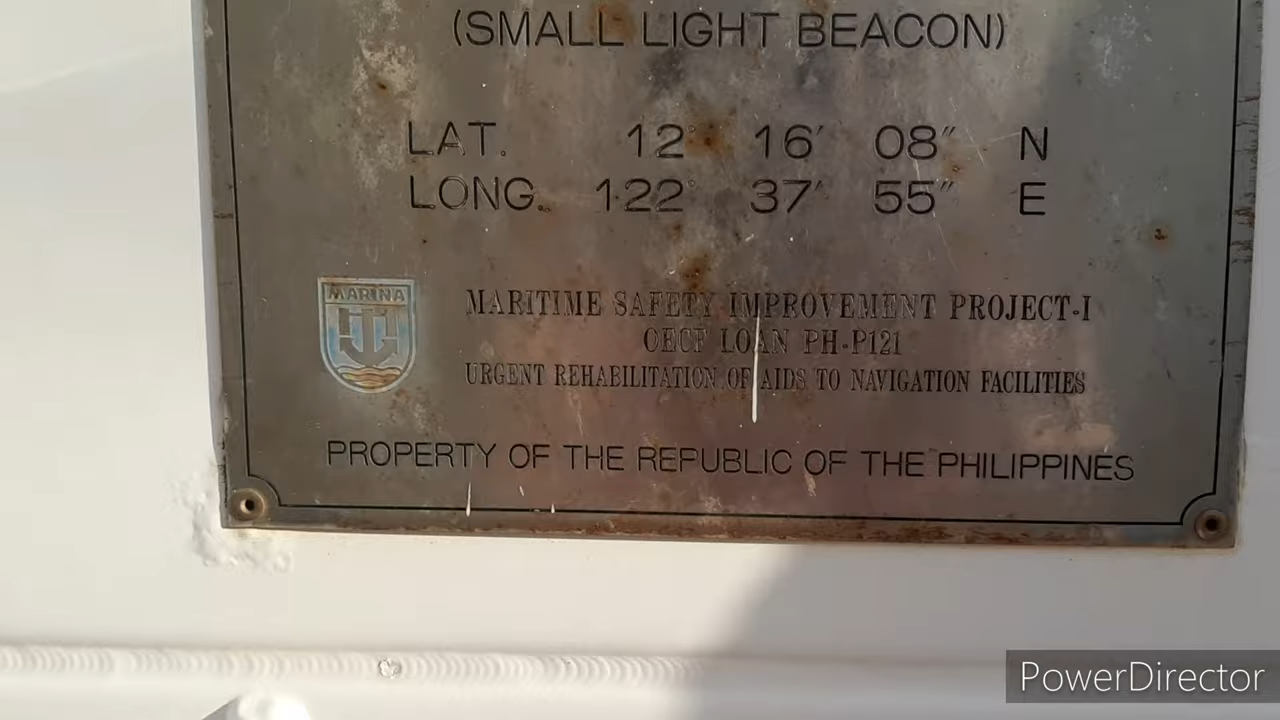 (SMALL LIGHT BEACON)
LAT. 12° 16′ 08″ N
LONG. 122° 37′ 55″ E
MARINA
MARITIME SAFETY IMPROVEMENT PROJECT-I
OECF LOAN PH-P121
URGENT REHABILITATION OF AIDS TO NAVIGATION FACILITIES
PROPERTY OF THE REPUBLIC OF THE PHILIPPINES
PowerDirector